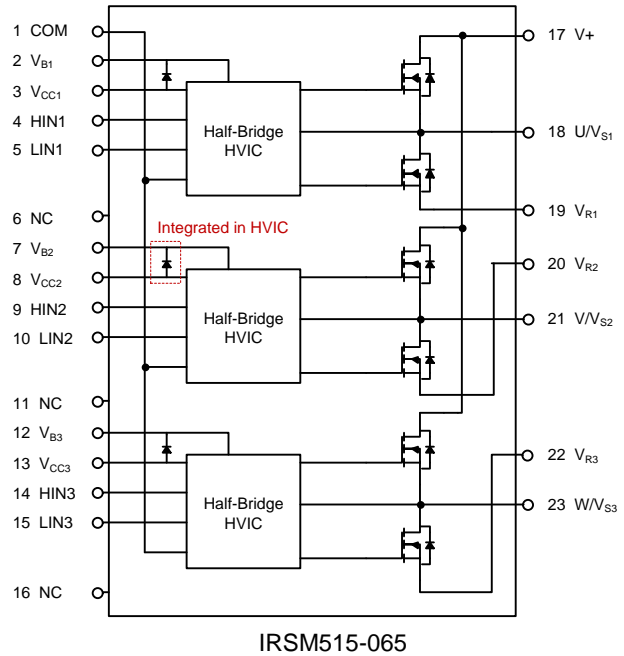 1 COM
2 VB1
3 VCC1
4 HIN1
5 LIN1
6 NC
7 VB2
8 VCC2
9 HIN2
10 LIN2
11 NC
12 VB3
13 VCC3
14 HIN3
15 LIN3
16 NC
Half-Bridge
HVIC
Integrated in HVIC
Half-Bridge
HVIC
Half-Bridge
HVIC
17 V+
18 U/VS1
19 VR1
20 VR2
21 V/VS2
22 VR3
23 W/VS3
IRSM515-065